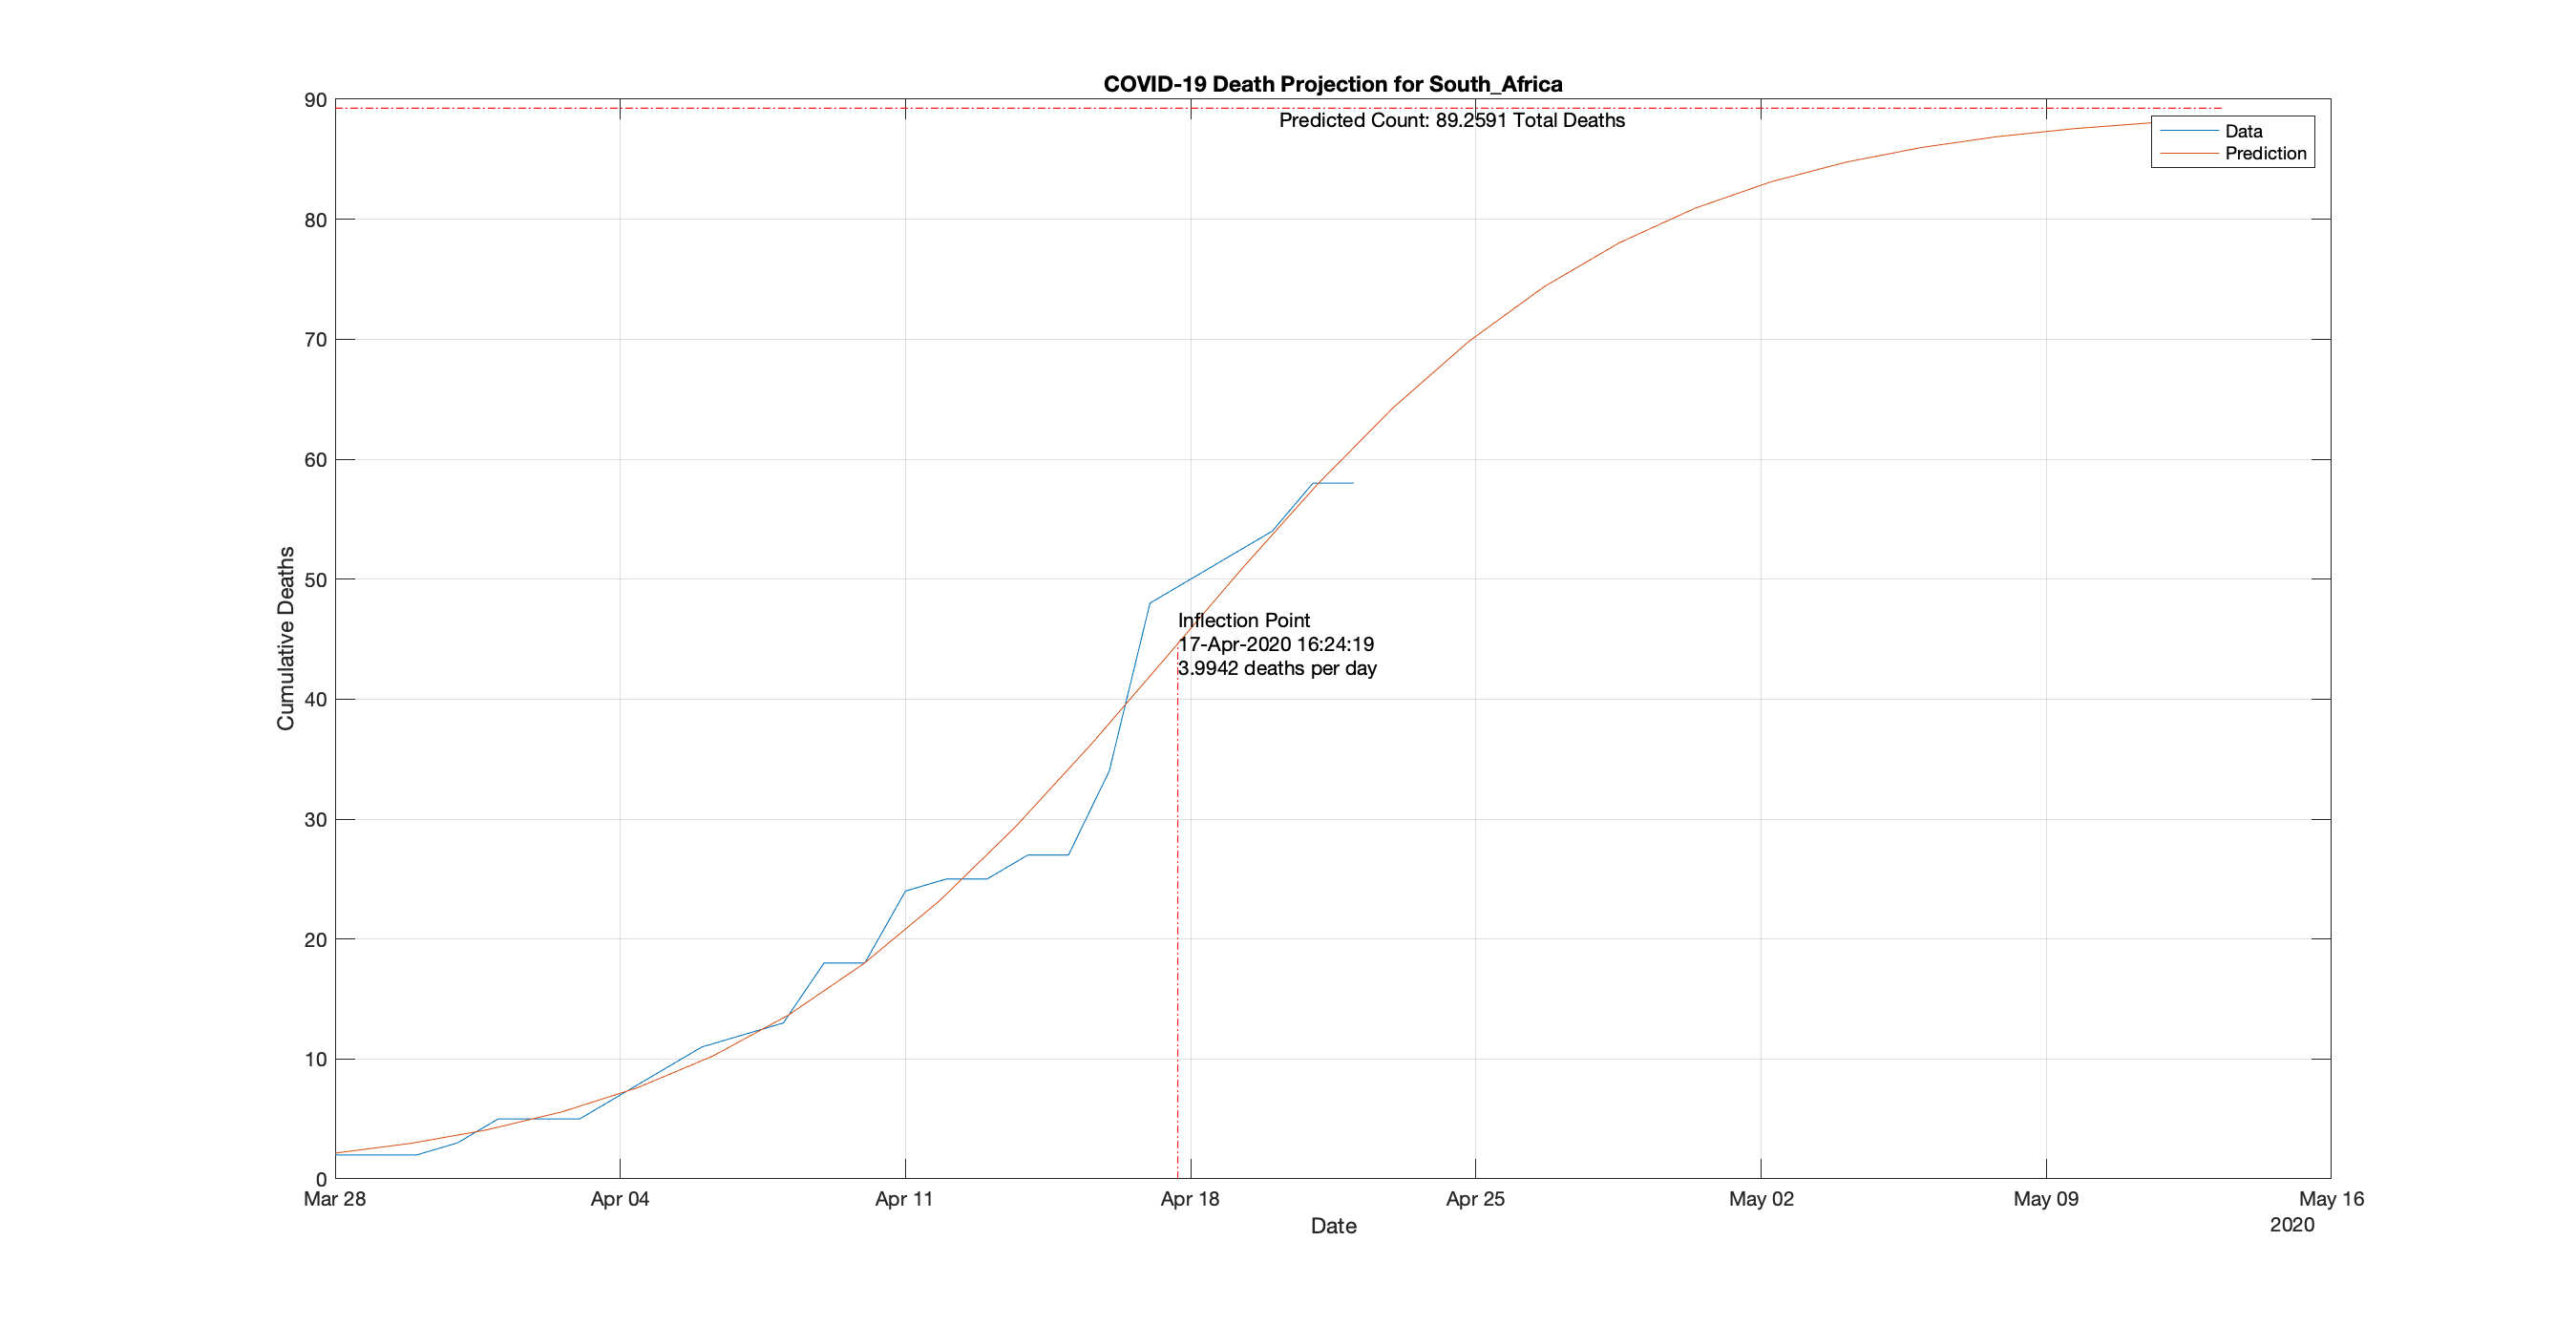 COVID-19 Death Projection for South_Africa
90
Predicted Count: 89.2591 Total Deaths
Data
Prediction
80
70
60
50
Inflection Point
17-Apr-2020 16:24:19
3.9942 deaths per day
Cumulative Deaths
40
30
20
10
0
Mar 28
Apr 04
Apr 11
Apr 18
Apr 25
May 02
May 09
May 16
Date
2020